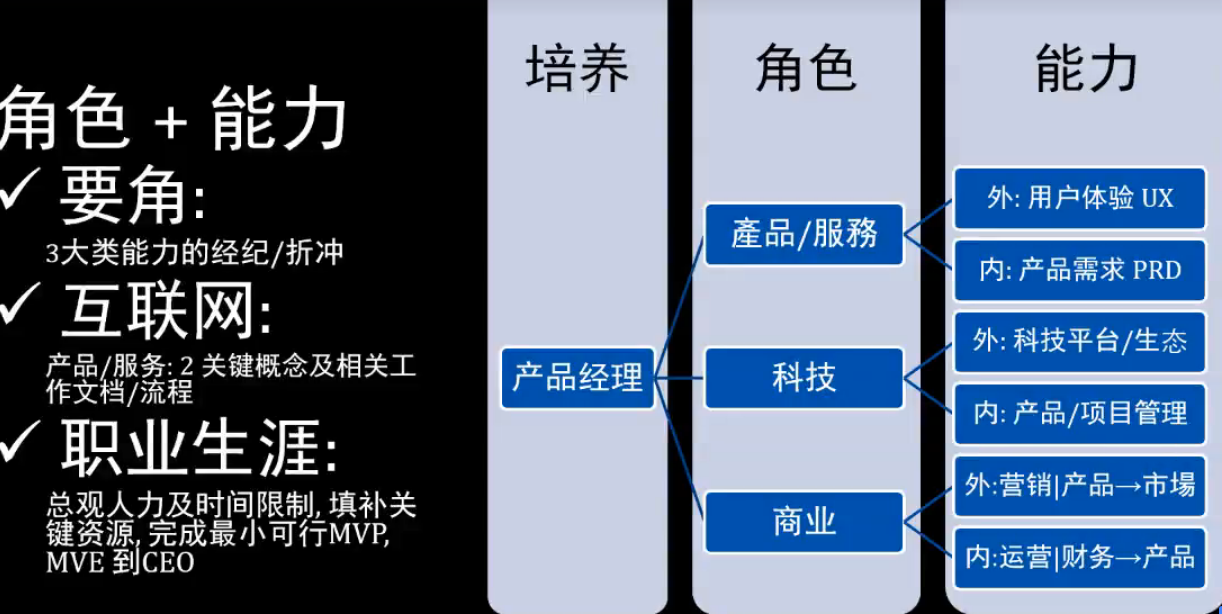 角色 + 能力
✓ 要角:
3大类能力的经纪/折冲
✓ 互联网:
产品/服务: 2 关键概念及相关工
作文档/流程
✓ 职业生涯:
总观人力及时间限制, 填补关
键资源, 完成最小可行MVP,
MVE 到CEO
培养
产品经理
角色
產品/服務
科技
商业
能力
外: 用户体验 UX
内: 产品需求 PRD
外: 科技平台/生态
内: 产品/项目管理
外:营销|产品→市場
内:运营|财务→产品